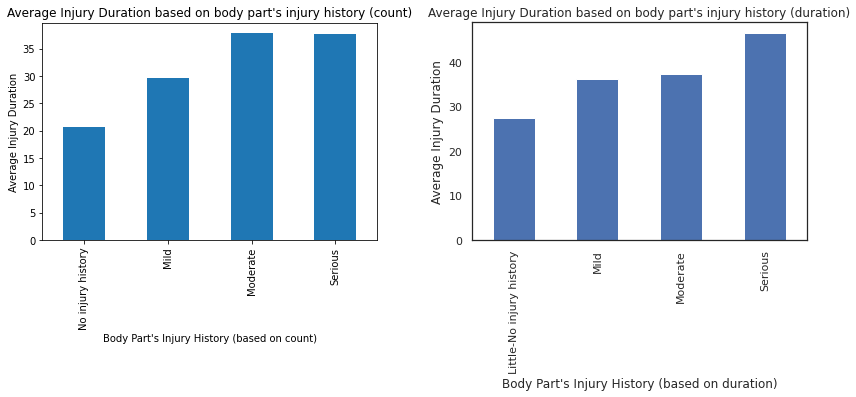 Average Injury Duration based on body part's injury history (count)
Average Injury Duration
35
30
25
20
15
10
5
0
No injury history
Mild
Moderate
Serious
Body Part's Injury History (based on count)
Average Injury Duration based on body part's injury history (duration)
Average Injury Duration
40
30
20
10
0
Little-No injury history
Mild
Moderate
Serious
Body Part's Injury History (based on duration)